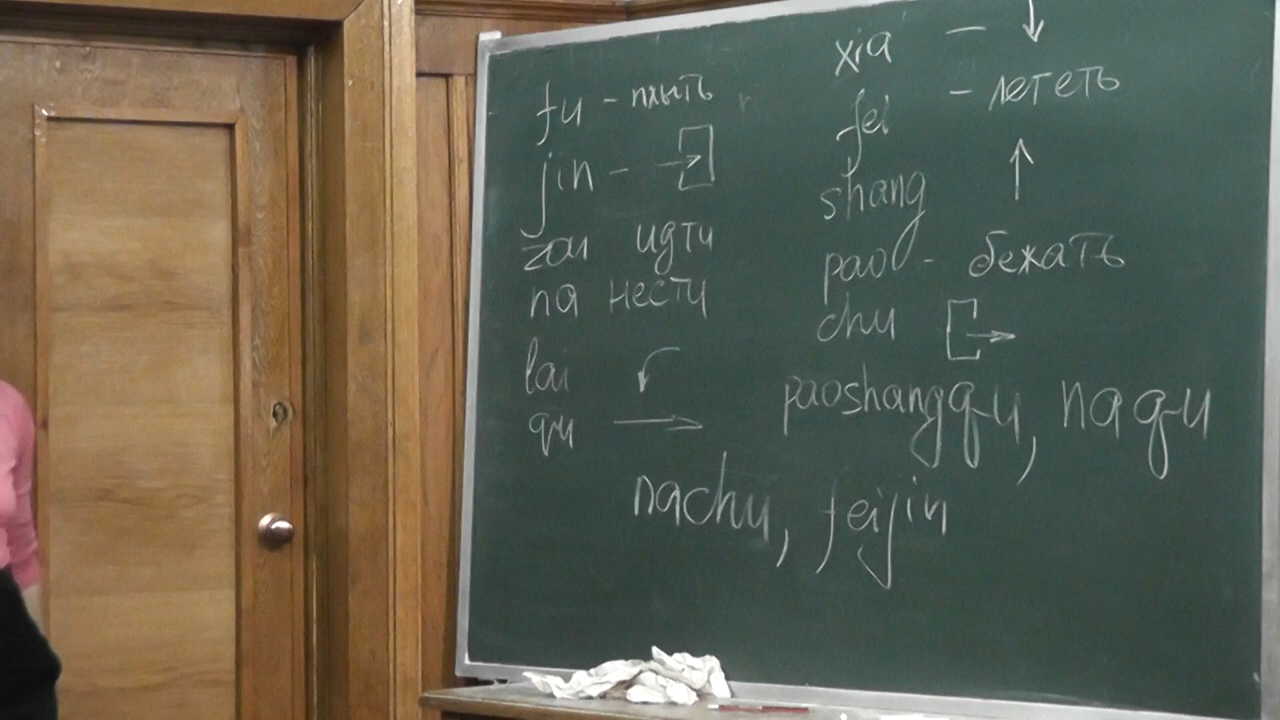 fu - плыть
jin -
zou идти
na нести
lai
qu
xia -
fei - лететь
shang
pao - бежать
chu
paoshangqu, naqu
nachu, feijin